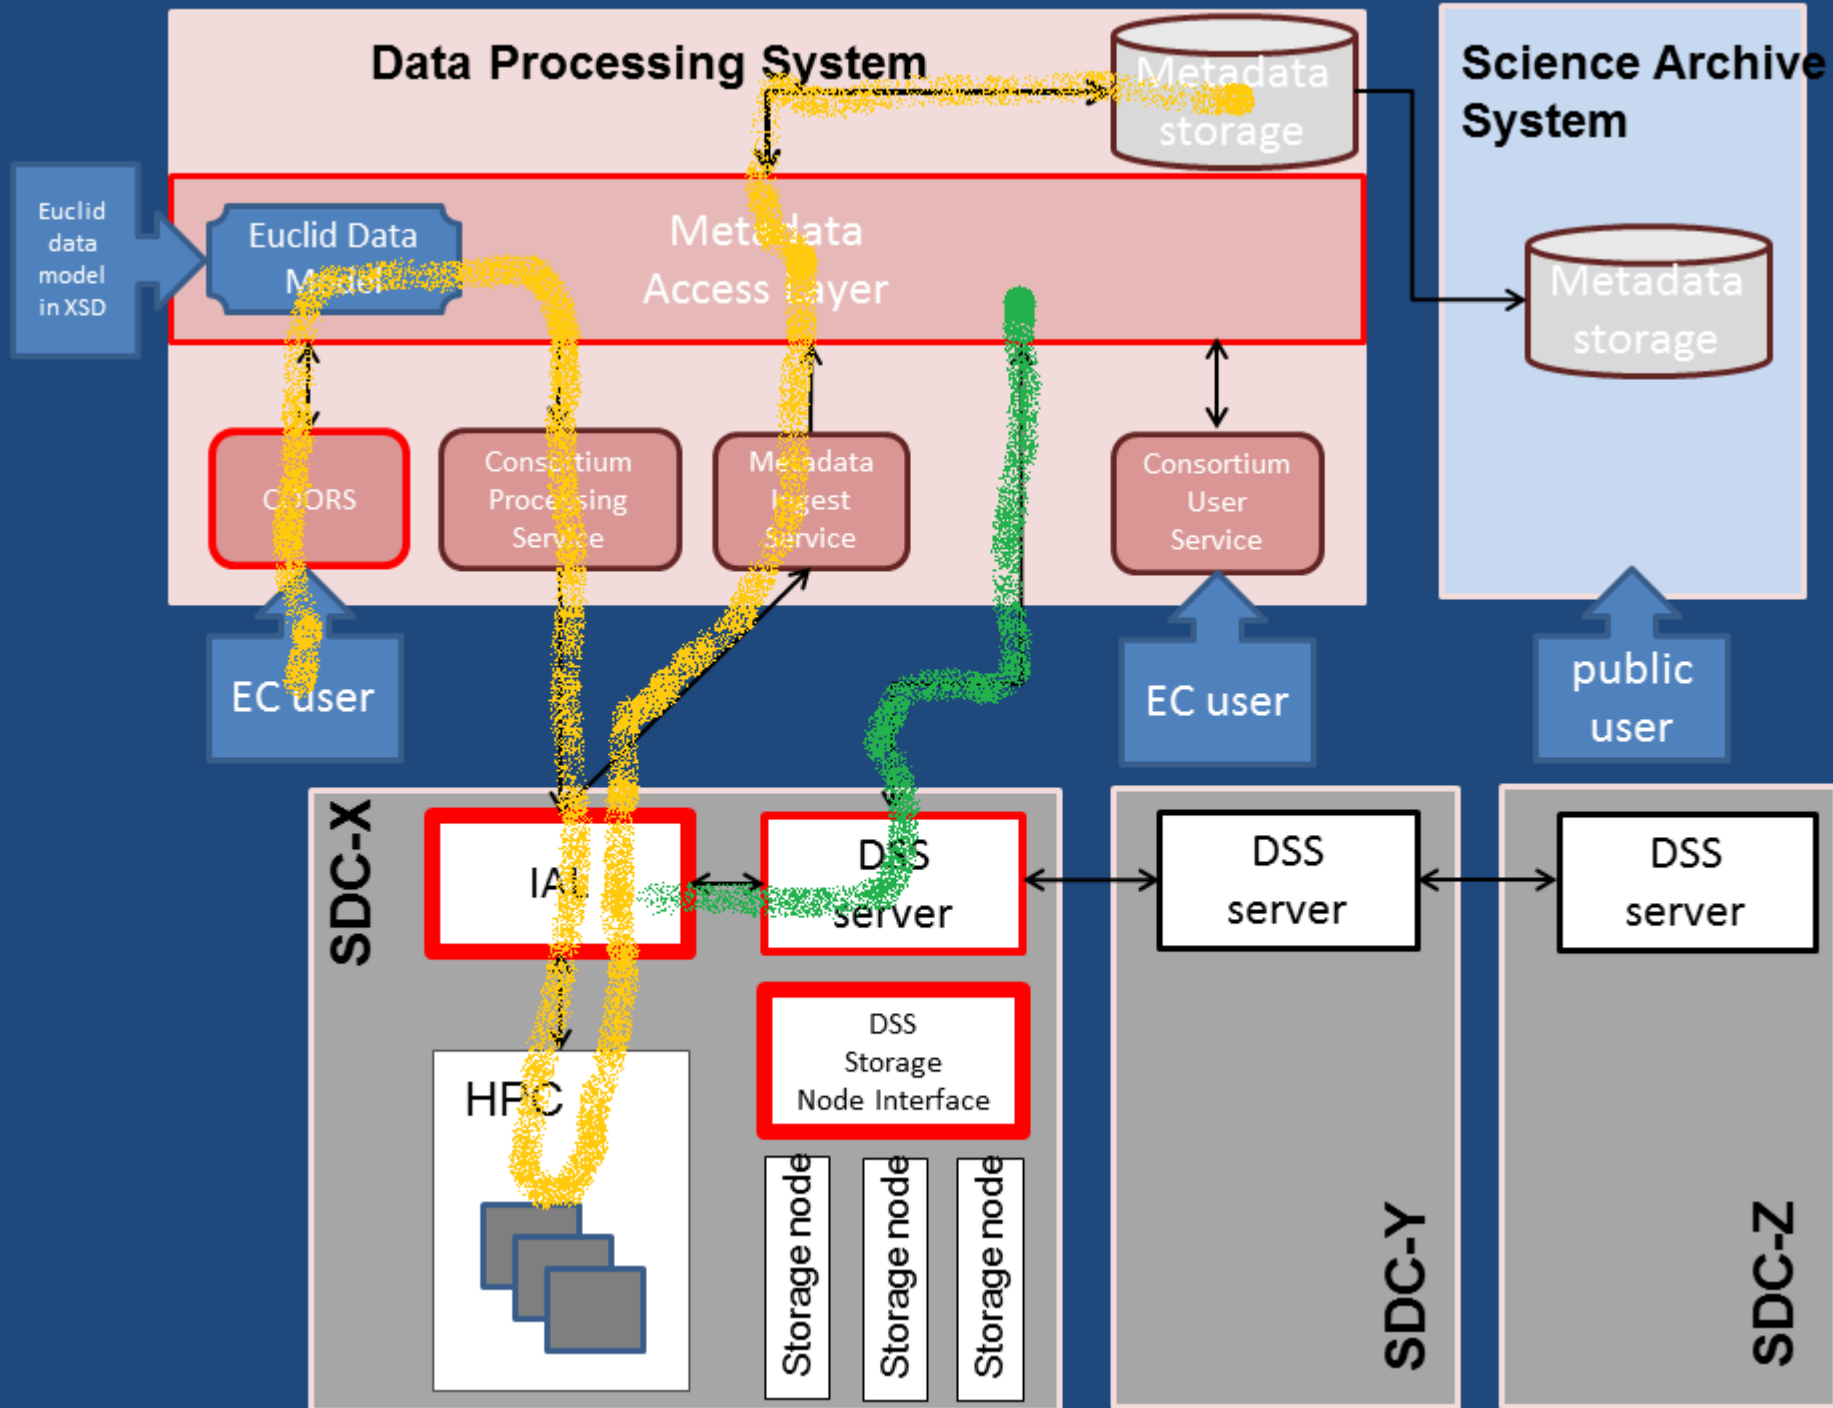 Data Processing System
Metadata
storage
Science Archive
System
Euclid
data
model
in XSD
Euclid Data
Model
Metadata
Access Layer
Metadata
storage
COORS
Consortium
Processing
Service
Metadata
Ingest
Service
Consortium
User
Service
EC user
EC user
public
user
SDC-X
IAL
DSS
server
DSS
server
DSS
server
DSS
Storage
Node Interface
HPC
Storage node
Storage node
Storage node
SDC-Y
SDC-Z